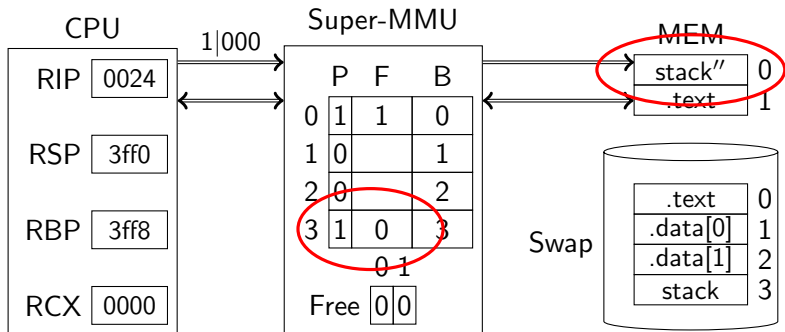 CPU
Super-MMU
MEM
1|000
RIP 0024
RSP 3ff0
RBP 3ff8
RCX 0000
P F B
0 1 1 0
1 0 1
2 0 2
3 1 0 3
0 1
Free 0 0
stack″ 0
.text 1
Swap
.text 0
.data[0] 1
.data[1] 2
stack 3